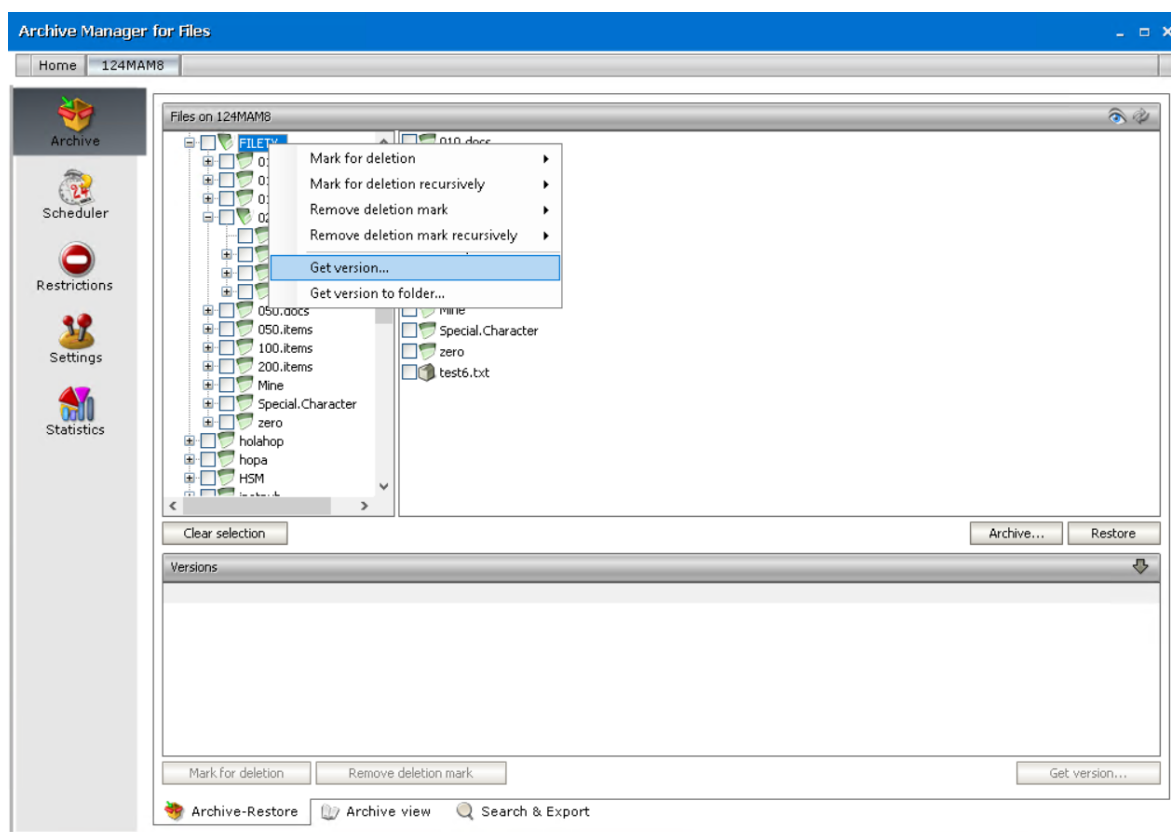 Archive Manager for Files
Home 124MAM8
Archive
Scheduler
Restrictions
Settings
Statistics
Files on 124MAM8
050.docs
050.items
100.items
200.items
Mine
Special.Character
zero
holahop
hopa
HSM
Mark for deletion
Mark for deletion recursively
Remove deletion mark
Remove deletion mark recursively
Get version...
Get version to folder...
010.docs
Mine
Special.Character
zero
test6.txt
Clear selection
Archive... Restore
Versions
Mark for deletion Remove deletion mark Get version...
Archive-Restore Archive view Search & Export